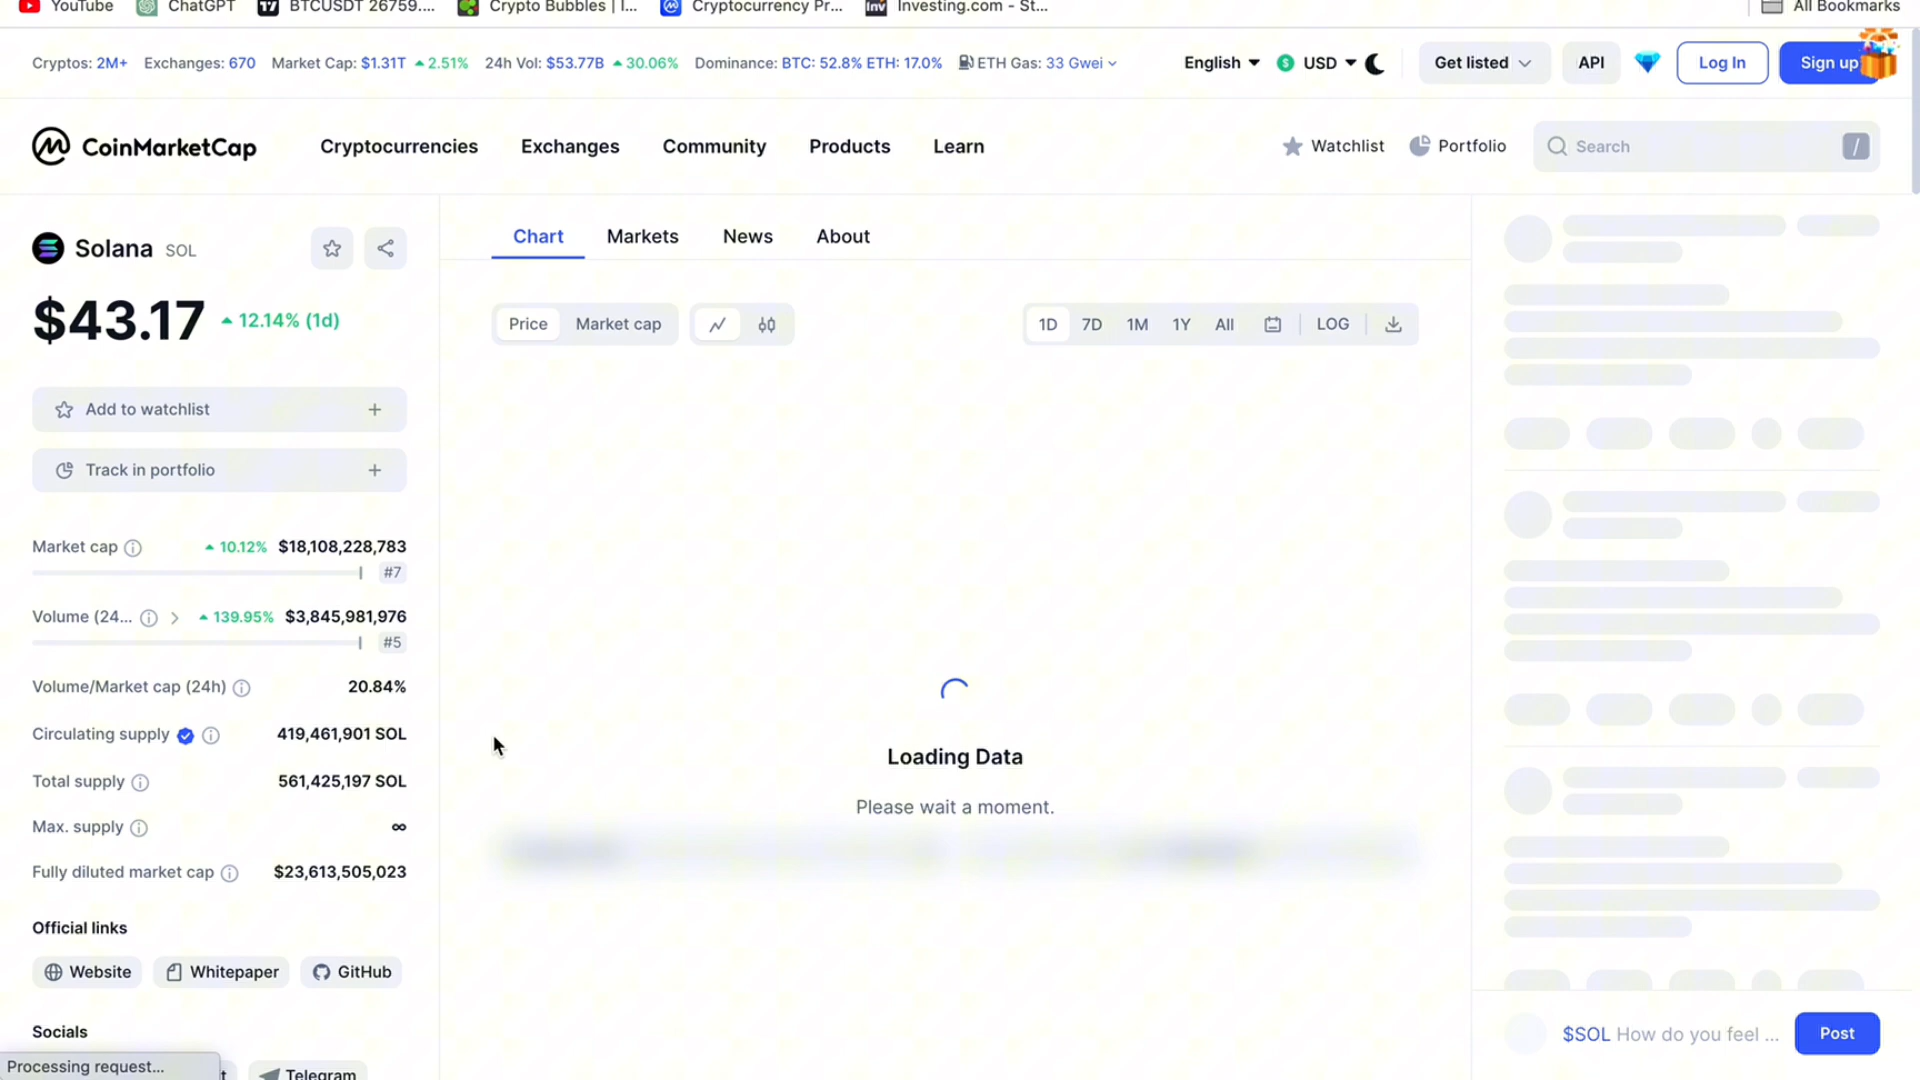 YouTube ChatGPT BTCUSDT 26759.... Crypto Bubbles | I... Cryptocurrency Pr... Investing.com - St... All Bookmarks
Cryptos: 2M+ Exchanges: 670 Market Cap: $1.31T 2.51% 24h Vol: $53.77B 30.06% Dominance: BTC: 52.8% ETH: 17.0% ETH Gas: 33 Gwei English USD Get listed API Log In Sign up
CoinMarketCap Cryptocurrencies Exchanges Community Products Learn Watchlist Portfolio Search /
Solana SOL
Chart Markets News About
$43.17 12.14% (1d)
Price Market cap 1D 7D 1M 1Y All LOG
Add to watchlist +
Track in portfolio +
Market cap 10.12% $18,108,228,783
#7
Volume (24... 139.95% $3,845,981,976
#5
Volume/Market cap (24h) 20.84%
Circulating supply 419,461,901 SOL
Total supply 561,425,197 SOL
Max. supply ∞
Fully diluted market cap $23,613,505,023
Loading Data
Please wait a moment.
Official links
Website Whitepaper GitHub
Socials
Processing request...
Telegram
$SOL How do you feel ... Post